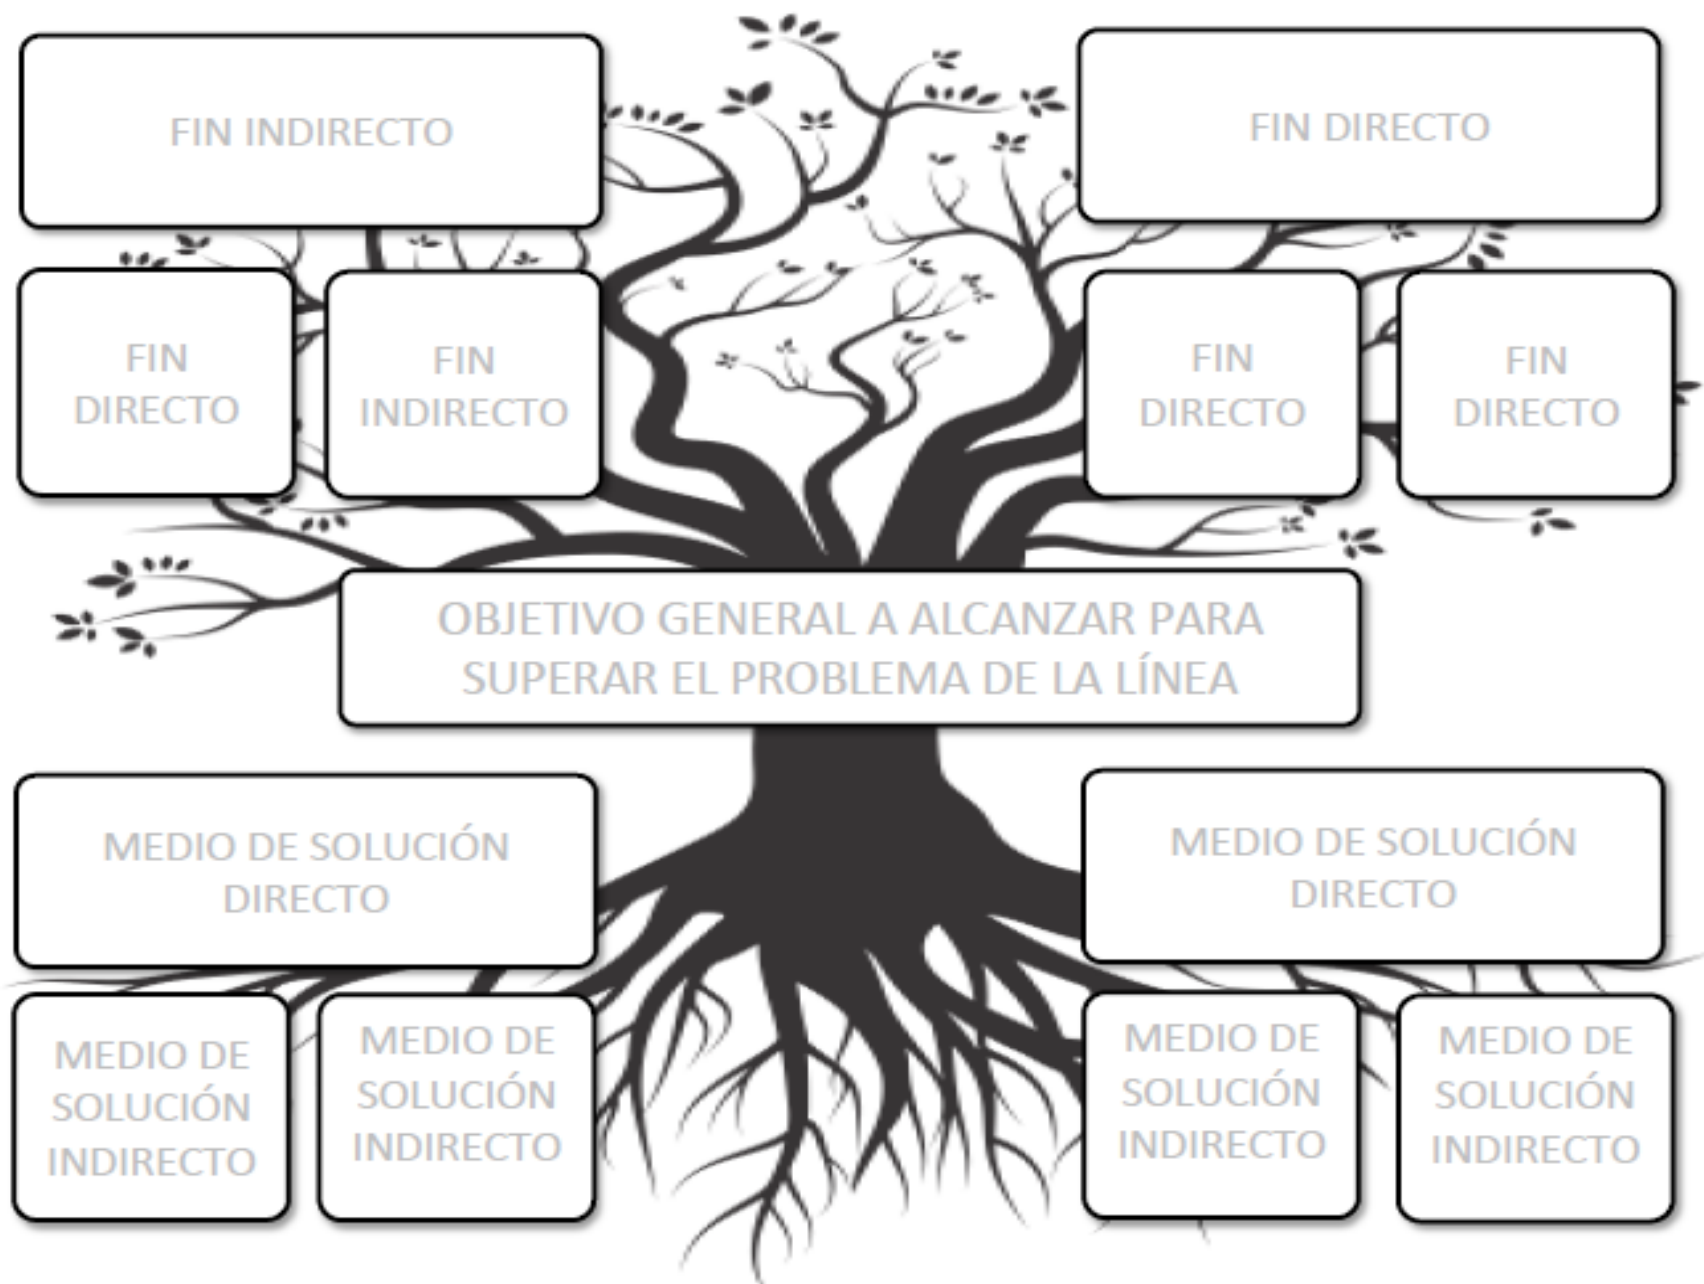 FIN INDIRECTO
FIN DIRECTO
FIN
DIRECTO
FIN
INDIRECTO
FIN
DIRECTO
FIN
DIRECTO
OBJETIVO GENERAL A ALCANZAR PARA
SUPERAR EL PROBLEMA DE LA LÍNEA
MEDIO DE SOLUCIÓN
DIRECTO
MEDIO DE SOLUCIÓN
DIRECTO
MEDIO DE
SOLUCIÓN
INDIRECTO
MEDIO DE
SOLUCIÓN
INDIRECTO
MEDIO DE
SOLUCIÓN
INDIRECTO
MEDIO DE
SOLUCIÓN
INDIRECTO